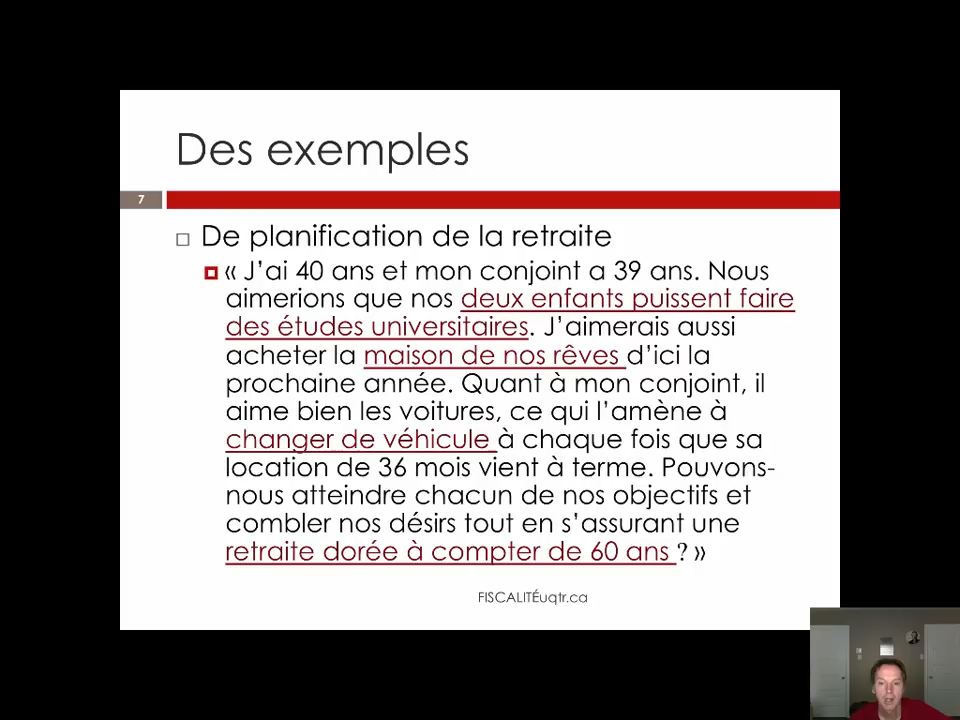 Des exemples
7
De planification de la retraite
« J’ai 40 ans et mon conjoint a 39 ans. Nous
aimerions que nos deux enfants puissent faire
des études universitaires. J’aimerais aussi
acheter la maison de nos rêves d’ici la
prochaine année. Quant à mon conjoint, il
aime bien les voitures, ce qui l’amène à
changer de véhicule à chaque fois que sa
location de 36 mois vient à terme. Pouvons-
nous atteindre chacun de nos objectifs et
combler nos désirs tout en s’assurant une
retraite dorée à compter de 60 ans ? »
FISCALITÉuqtr.ca